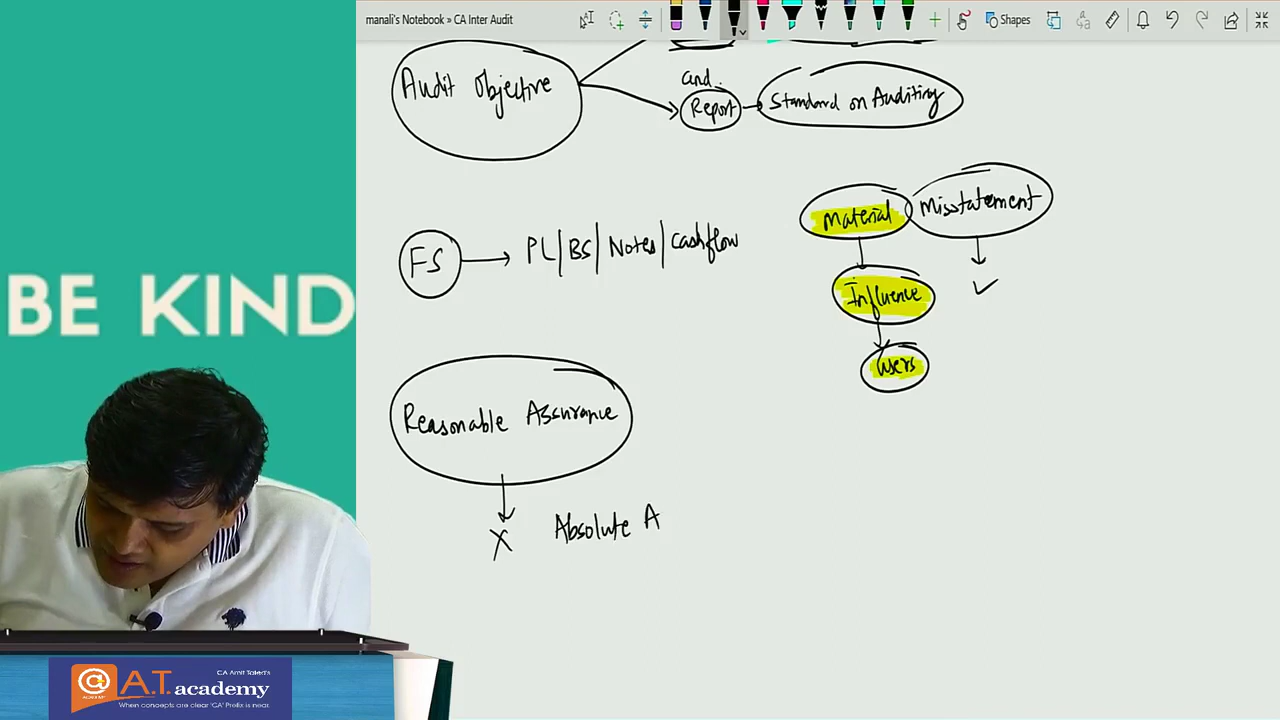 manali's Notebook » CA Inter Audit
Shapes
Audit Objective
and.
Report
Standard on Auditing
Material
Misstatement
FS
PL/BS/Notes/Cashflow
Influence
users
BE KIND
Reasonable Assurance
X Absolute A
CA Amit Talesra's
@A.T. academy
ACADEMY
When concepts are clear 'CA' Prefix is near.